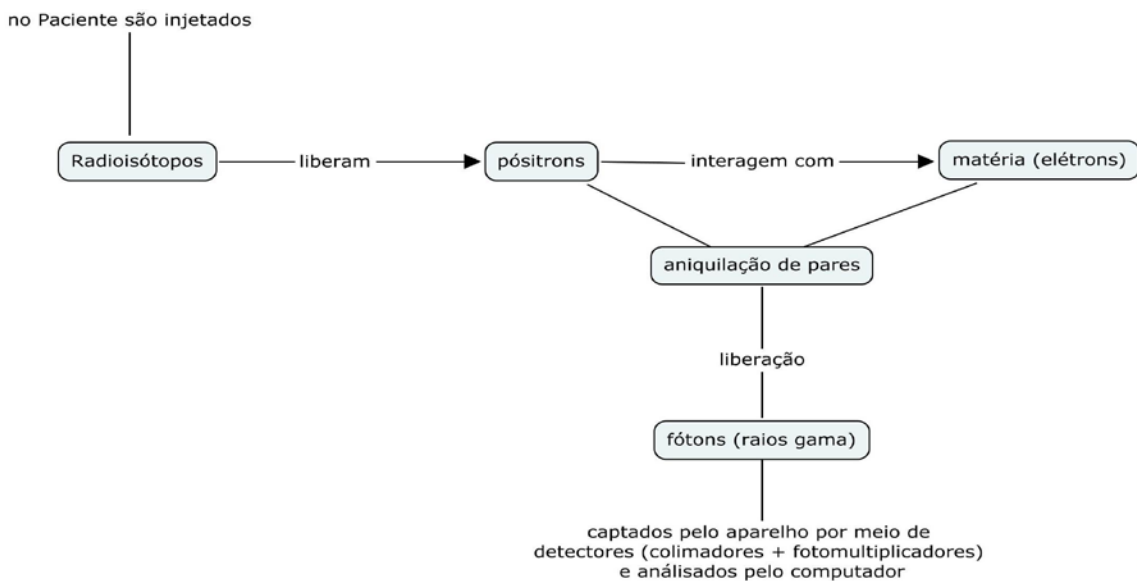 no Paciente são injetados
Radioisótopos
liberam
pósitrons
interagem com
matéria (elétrons)
aniquilação de pares
liberação
fótons (raios gama)
captados pelo aparelho por meio de
detectores (colimadores + fotomultiplicadores)
e análisados pelo computador